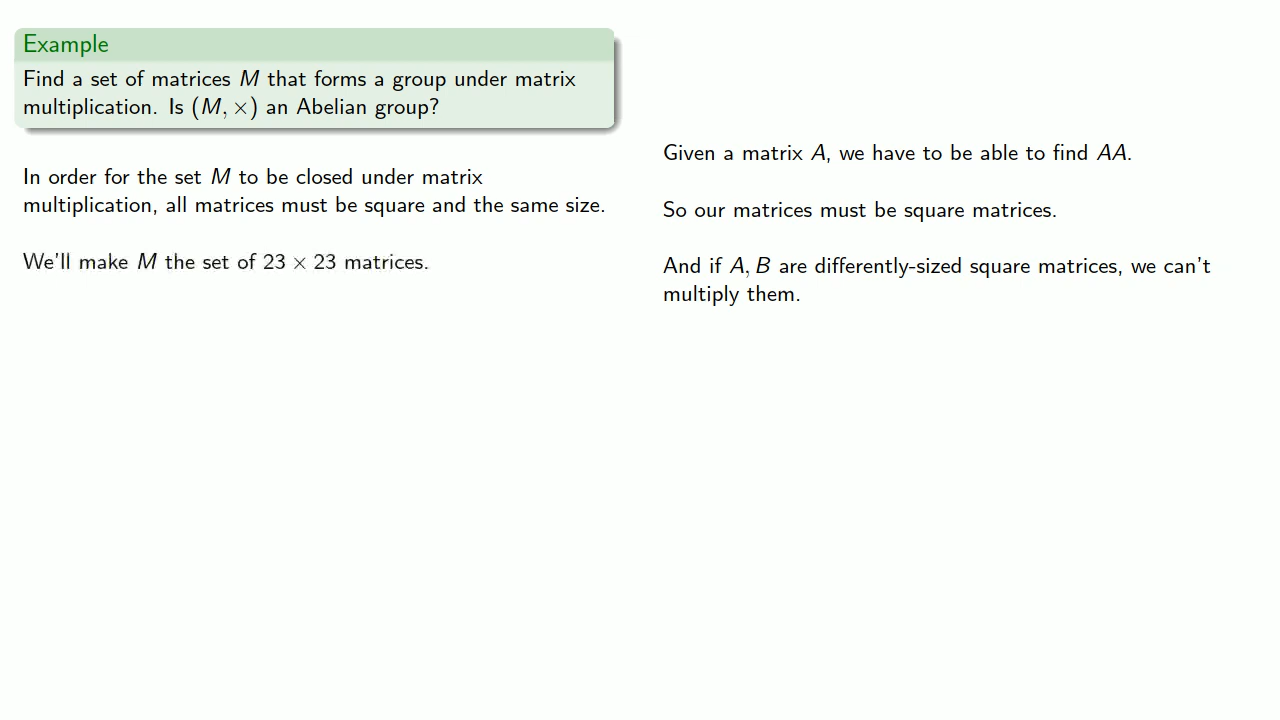 Example
Find a set of matrices M that forms a group under matrix
multiplication. Is (M, ×) an Abelian group?
In order for the set M to be closed under matrix
multiplication, all matrices must be square and the same size.
We'll make M the set of 23 × 23 matrices.
Given a matrix A, we have to be able to find AA.
So our matrices must be square matrices.
And if A, B are differently-sized square matrices, we can't
multiply them.